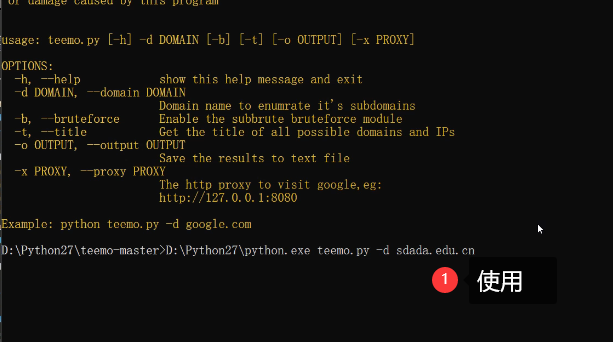 or damage caused by this program
usage: teemo.py [-h] -d DOMAIN [-b] [-t] [-o OUTPUT] [-x PROXY]
OPTIONS:
-h, --help show this help message and exit
-d DOMAIN, --domain DOMAIN
Domain name to enumrate it's subdomains
-b, --bruteforce Enable the subbrute bruteforce module
-t, --title Get the title of all possible domains and IPs
-o OUTPUT, --output OUTPUT
Save the results to text file
-x PROXY, --proxy PROXY
The http proxy to visit google,eg:
http://127.0.0.1:8080
Example: python teemo.py -d google.com
D:\Python27\teemo-master>D:\Python27\python.exe teemo.py -d sdada.edu.cn
1 使用